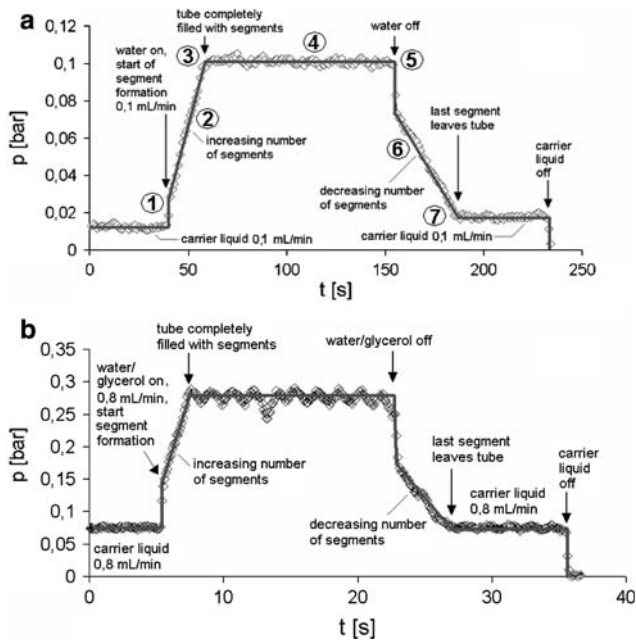 a
0,12
0,1
0,08
0,06
0,04
0,02
0
p [bar]
tube completely
filled with segments
water on,
start of
segment
formation
0,1 mL/min
water off
1
2
3
4
5
6
7
increasing number
of segments
last segment
leaves tube
carrier
liquid
off
decreasing number
of segments
carrier liquid 0,1 mL/min
carrier liquid 0,1 mL/min
0
50
100
150
200
250
t [s]
b
0,35
0,3
0,25
0,2
0,15
0,1
0,05
0
p [bar]
tube completely
filled with segments
water/
glycerol on,
0,8 mL/min,
start
segment
formation
water/glycerol off
increasing number of
segments
last segment
leaves tube
carrier
liquid
off
carrier liquid
0,8 mL/min
decreasing number
of segments
carrier liquid
0,8 mL/min
0
10
20
30
40
t [s]